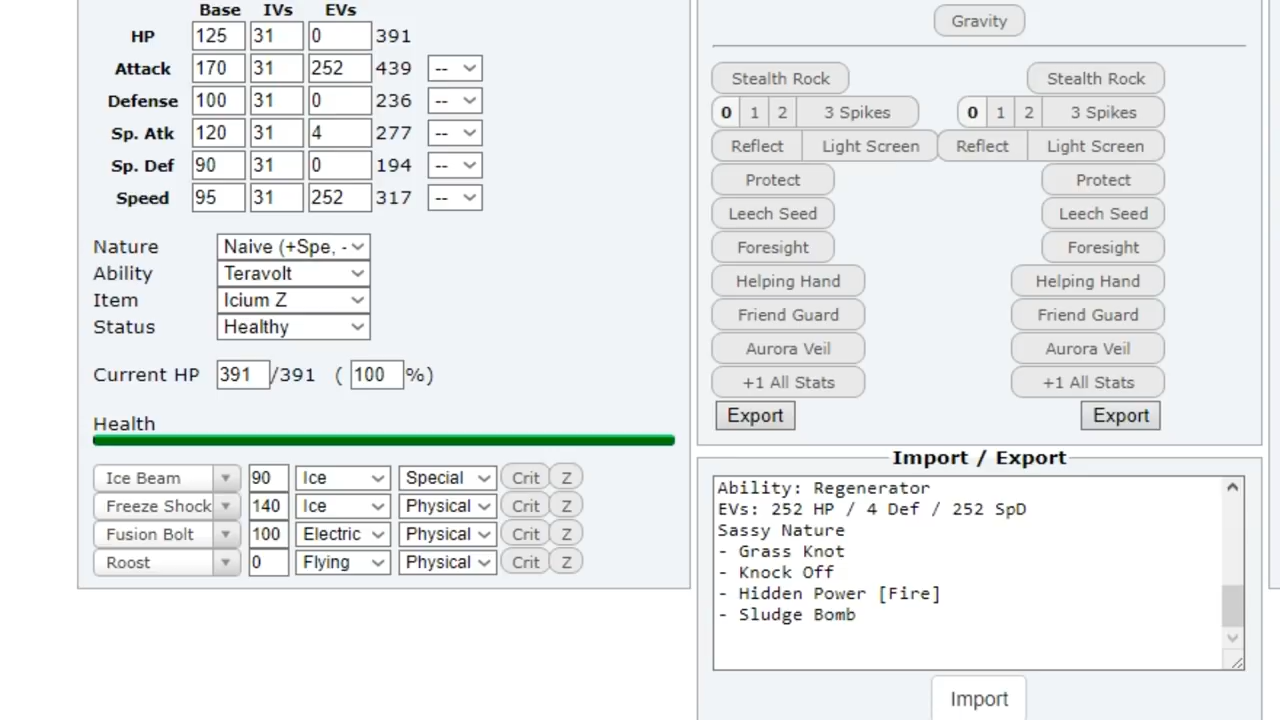 Base IVs EVs
HP 125 31 0 391
Attack 170 31 252 439 --
Defense 100 31 0 236 --
Sp. Atk 120 31 4 277 --
Sp. Def 90 31 0 194 --
Speed 95 31 252 317 --
Nature Naive (+Spe, -
Ability Teravolt
Item Icium Z
Status Healthy
Current HP 391 /391 ( 100 %)
Health
Ice Beam 90 Ice Special Crit Z
Freeze Shock 140 Ice Physical Crit Z
Fusion Bolt 100 Electric Physical Crit Z
Roost 0 Flying Physical Crit Z
Gravity
Stealth Rock Stealth Rock
0 1 2 3 Spikes 0 1 2 3 Spikes
Reflect Light Screen Reflect Light Screen
Protect Protect
Leech Seed Leech Seed
Foresight Foresight
Helping Hand Helping Hand
Friend Guard Friend Guard
Aurora Veil Aurora Veil
+1 All Stats +1 All Stats
Export Export
Import / Export
Ability: Regenerator
EVs: 252 HP / 4 Def / 252 SpD
Sassy Nature
- Grass Knot
- Knock Off
- Hidden Power [Fire]
- Sludge Bomb
Import